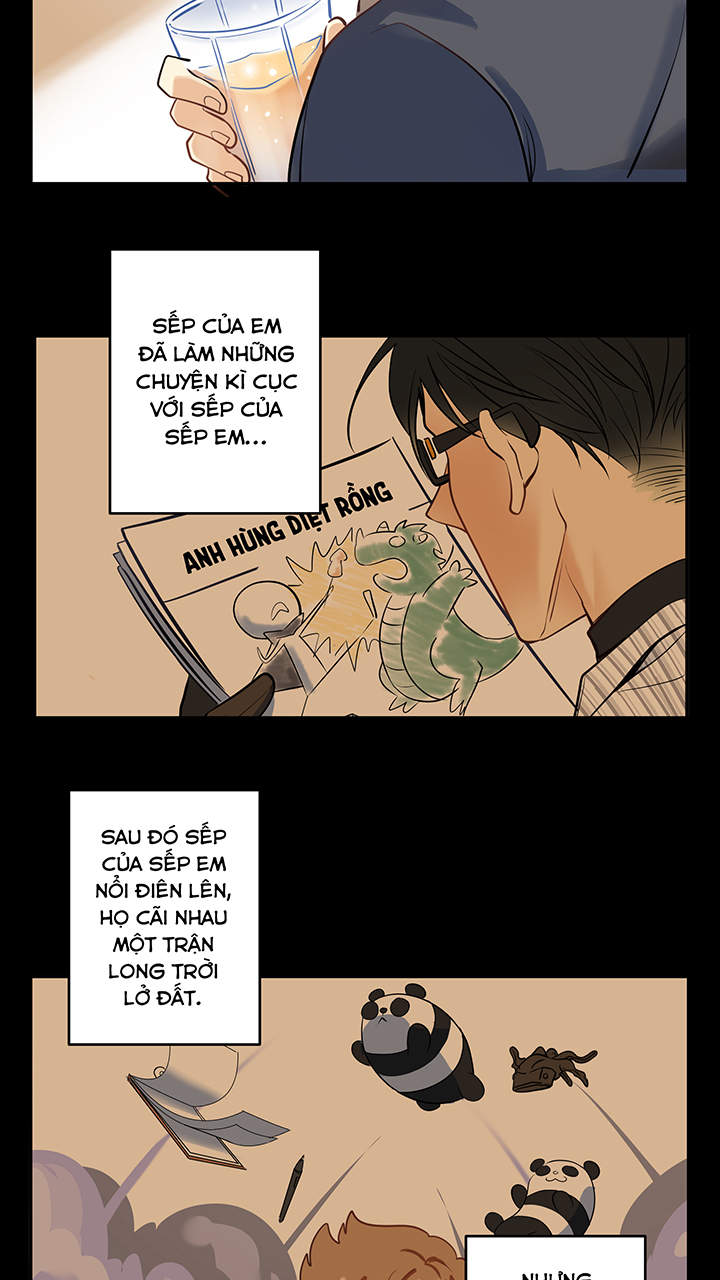 SẾP CỦA EM
ĐÃ LÀM NHỮNG
CHUYỆN KÌ CỤC
VỚI SẾP CỦA
SẾP EM...
ANH HÙNG DIỆT RỒNG
SAU ĐÓ SẾP
CỦA SẾP EM
NỔI ĐIÊN LÊN,
HỌ CÃI NHAU
MỘT TRẬN
LONG TRỜI
LỞ ĐẤT.
NHƯNG